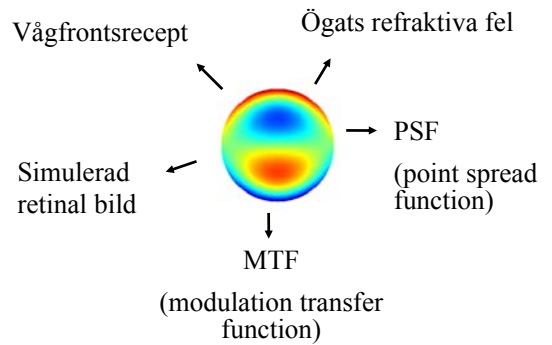 Vågfrontsrecept
Ögats refraktiva fel
PSF
(point spread
function)
Simulerad
retinal bild
MTF
(modulation transfer
function)